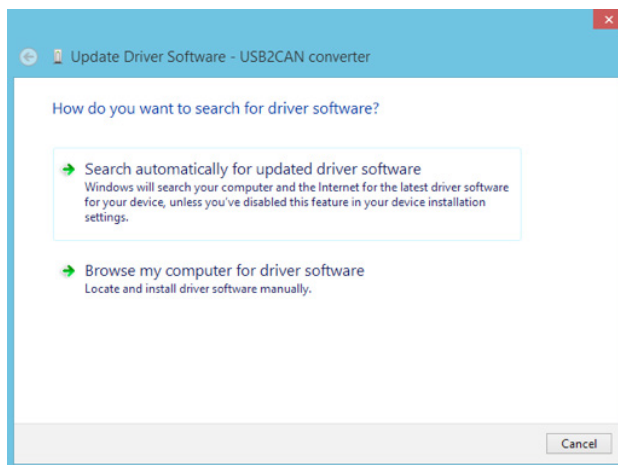 Update Driver Software - USB2CAN converter
How do you want to search for driver software?
Search automatically for updated driver software
Windows will search your computer and the Internet for the latest driver software
for your device, unless you've disabled this feature in your device installation
settings.
Browse my computer for driver software
Locate and install driver software manually.
Cancel